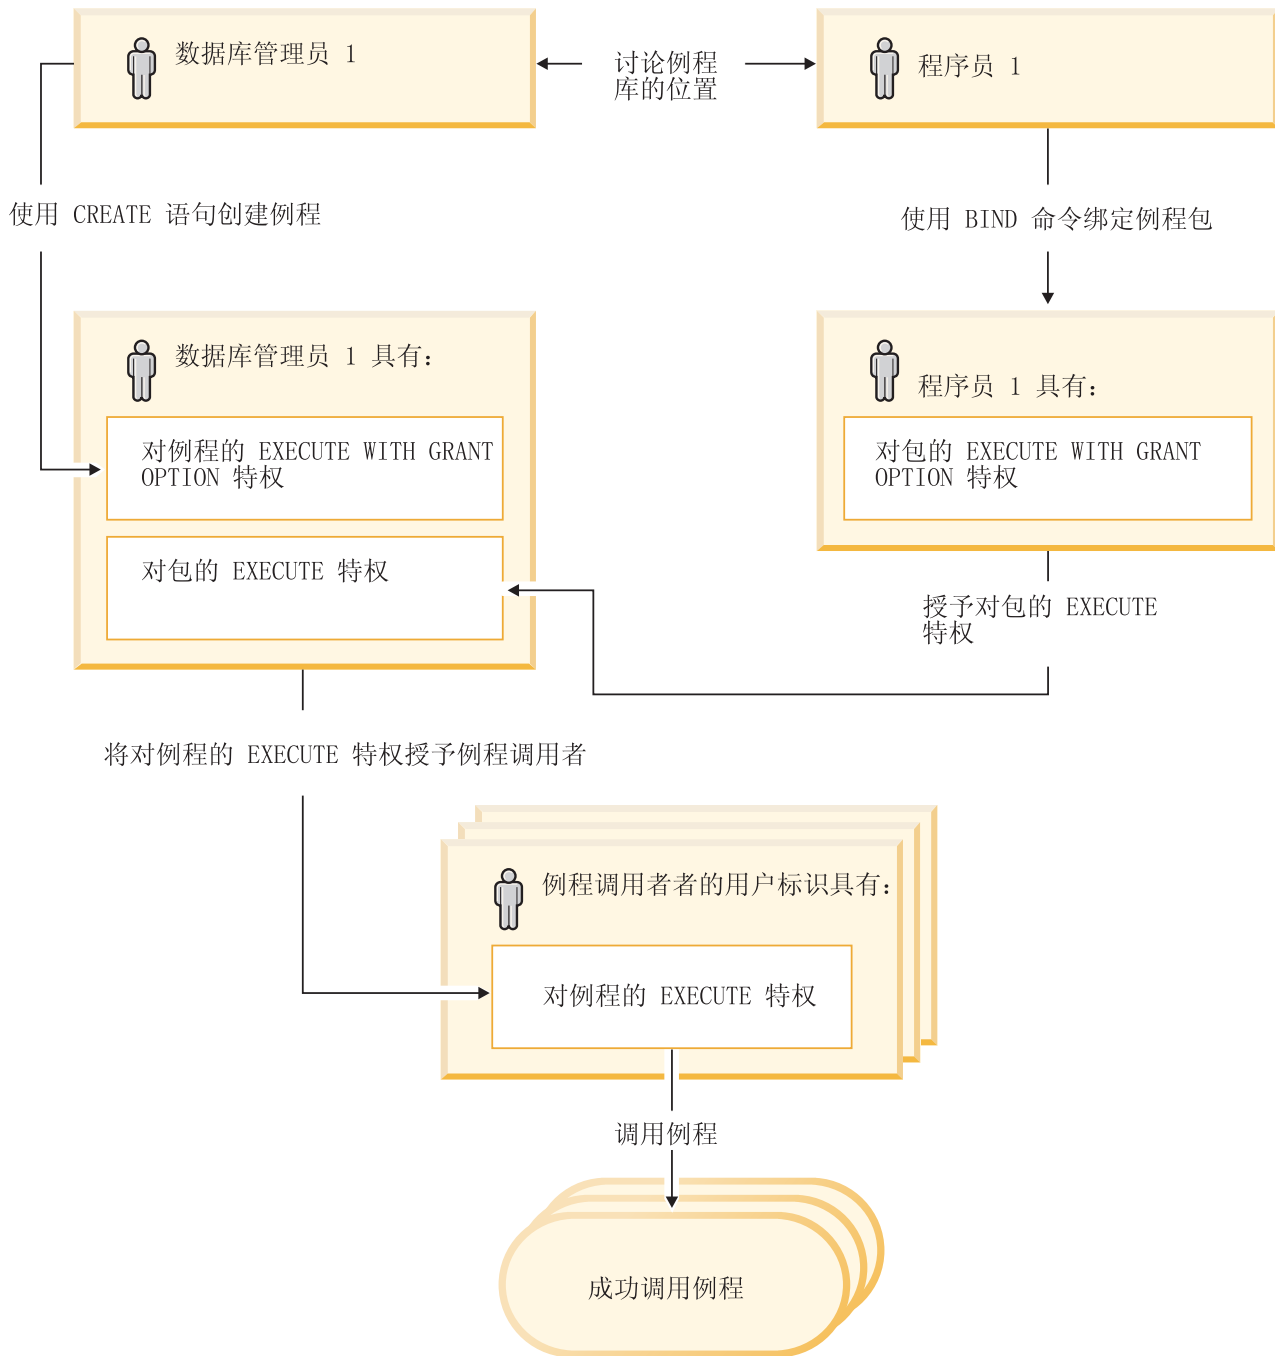 数据库管理员 1
讨论例程
库的位置
程序员 1
使用 CREATE 语句创建例程
使用 BIND 命令绑定例程包
数据库管理员 1 具有：
对例程的 EXECUTE WITH GRANT
OPTION 特权
对包的 EXECUTE 特权
程序员 1 具有：
对包的 EXECUTE WITH GRANT
OPTION 特权
授予对包的 EXECUTE
特权
将对例程的 EXECUTE 特权授予例程调用者
例程调用者者的用户标识具有：
对例程的 EXECUTE 特权
调用例程
成功调用例程